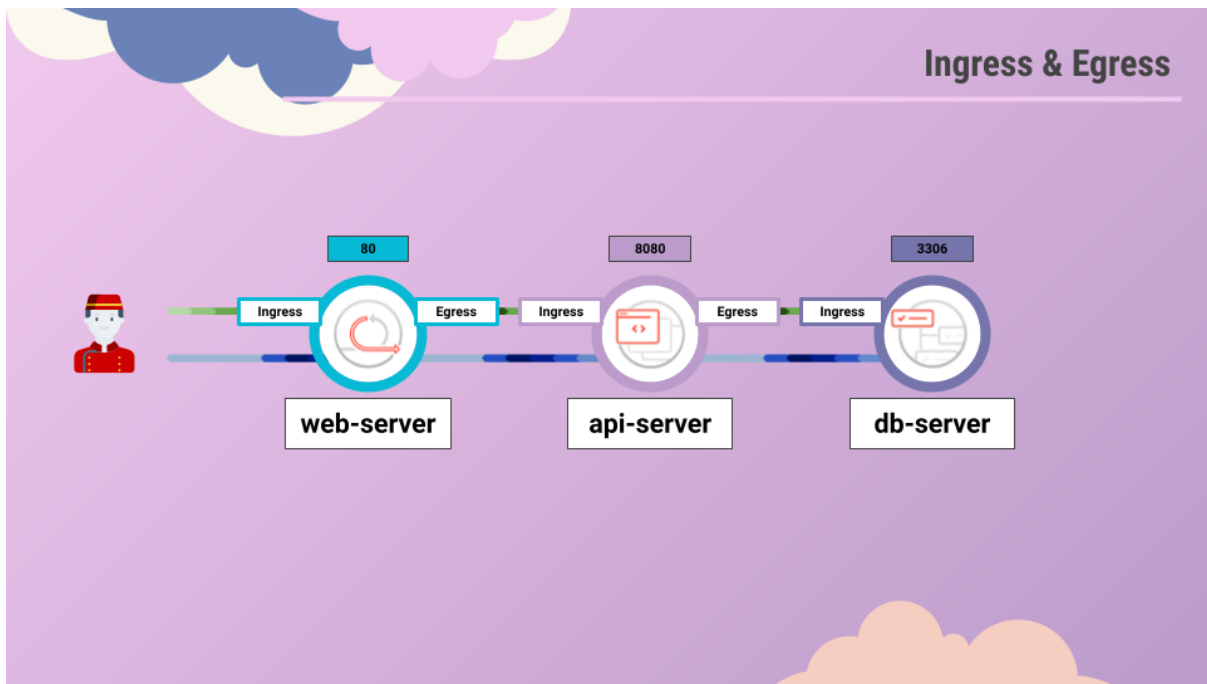 Ingress & Egress
80
8080
3306
Ingress
Egress
Ingress
Egress
Ingress
web-server
api-server
db-server